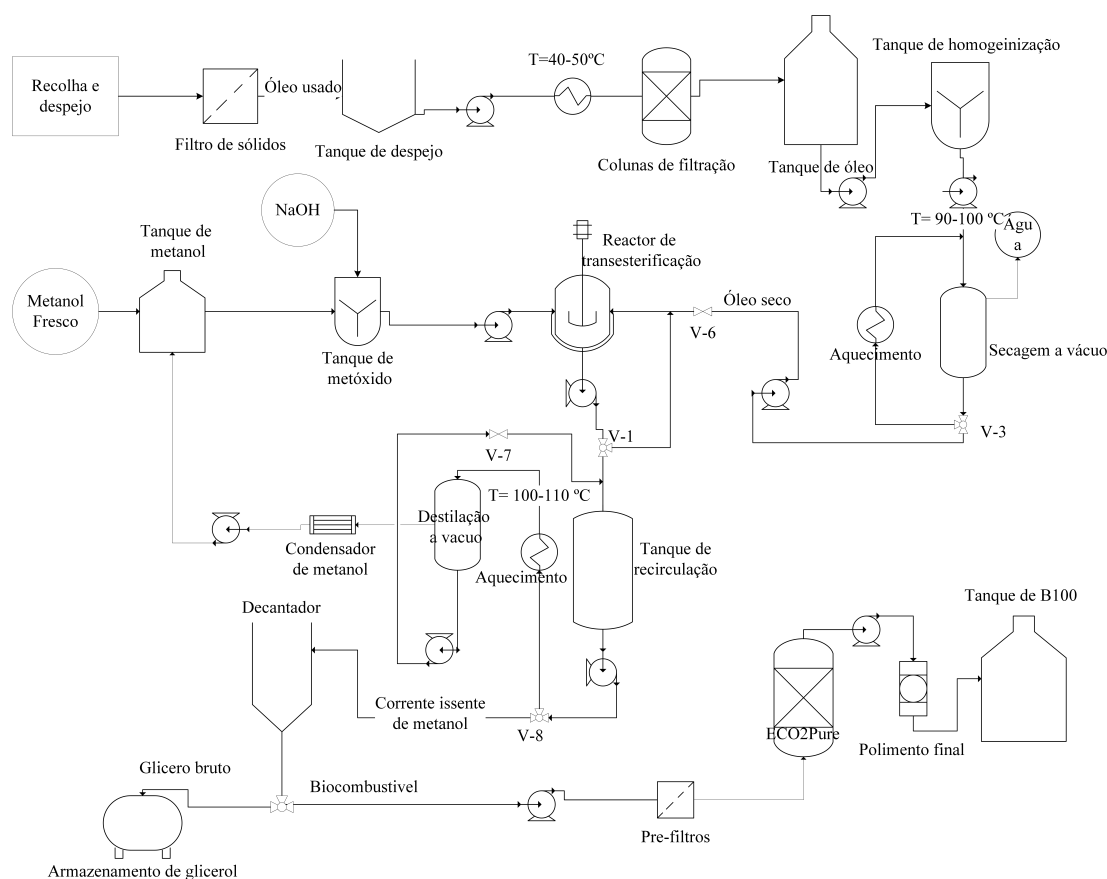 Recolha e
despejo
Filtro de sólidos
Óleo usado
Tanque de despejo
T=40-50ºC
Colunas de filtração
Tanque de óleo
Tanque de homogeinização
T= 90-100 ºC
Águ
a
NaOH
Tanque de
metanol
Metanol
Fresco
Tanque de
metóxido
Reactor de
transesterificação
Óleo seco
V-6
Aquecimento
Secagem a vácuo
V-3
V-1
V-7
T= 100-110 ºC
Destilação
a vacuo
Condensador
de metanol
Aquecimento
Tanque de
recirculação
Decantador
Corrente issente
de metanol
V-8
Tanque de B100
ECO2Pure
Polimento final
Glicero bruto
Biocombustivel
Pre-filtros
Armazenamento de glicerol